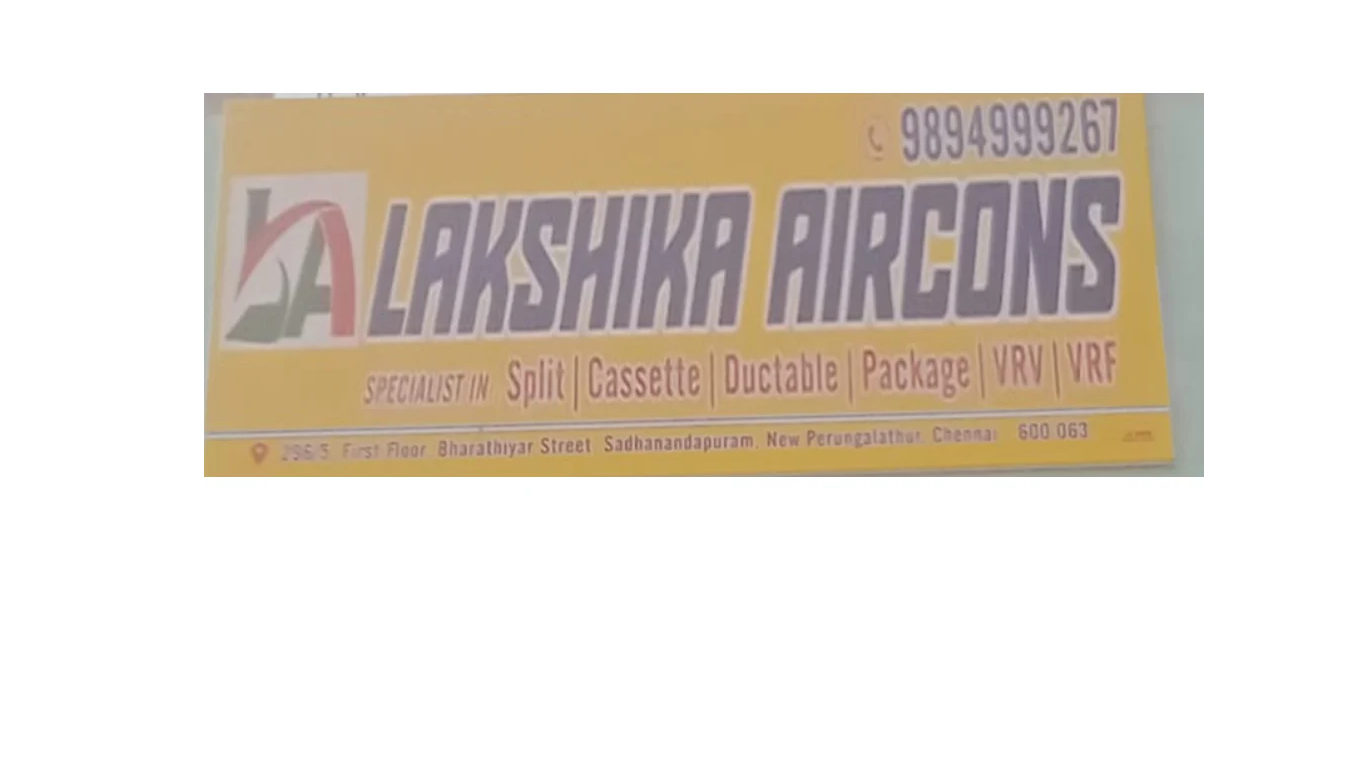 9894999267
LA
LAKSHIKA AIRCONS
SPECIALIST IN Split | Cassette | Ductable | Package | VRV | VRF
296/5 First Floor Bharathiyar Street Sadhanandapuram, New Perungalathur, Chennai 600 063